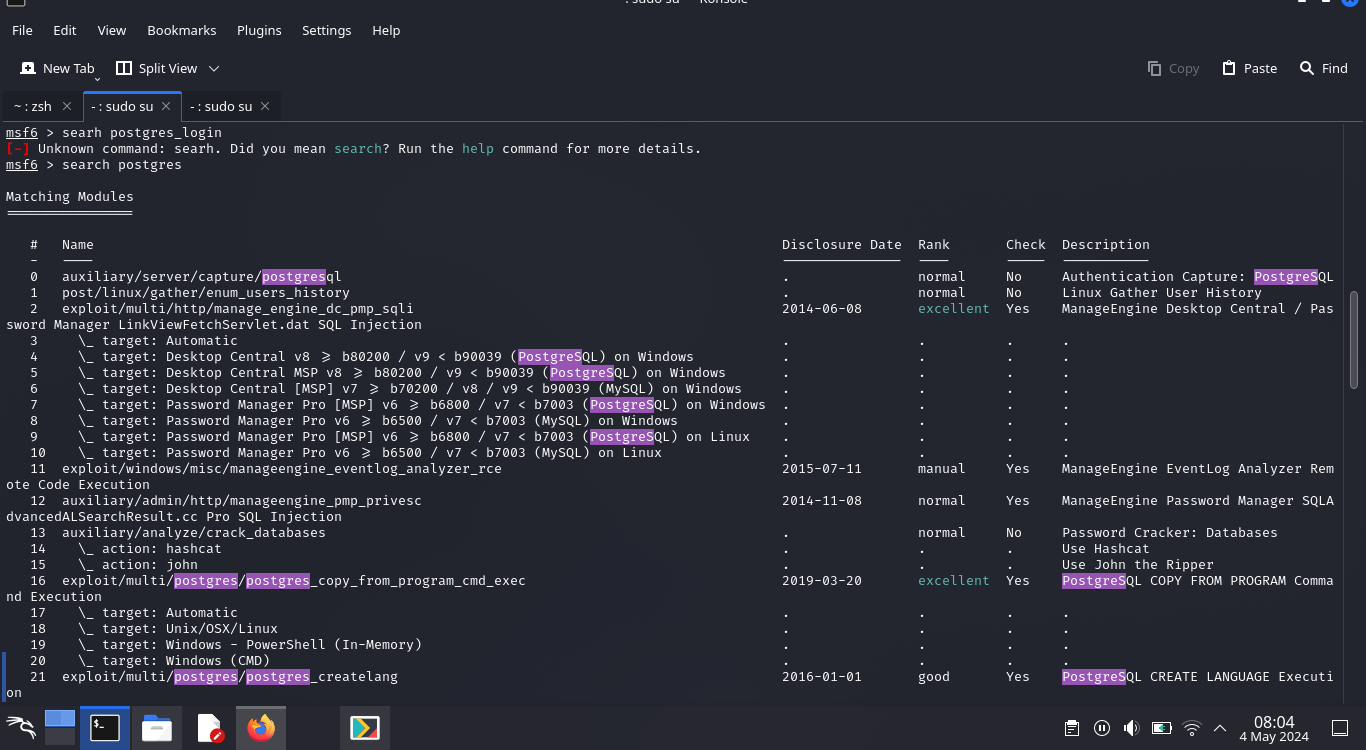 : sudo su — Konsole
File Edit View Bookmarks Plugins Settings Help
New Tab Split View Copy Paste Find
~ : zsh - : sudo su - : sudo su
msf6 > searh postgres_login
[-] Unknown command: searh. Did you mean search? Run the help command for more details.
msf6 > search postgres
Matching Modules
================
# Name Disclosure Date Rank Check Description
- ---- --------------- ---- ----- -----------
0 auxiliary/server/capture/postgresql . normal No Authentication Capture: PostgreSQL
1 post/linux/gather/enum_users_history . normal No Linux Gather User History
2 exploit/multi/http/manage_engine_dc_pmp_sqli 2014-06-08 excellent Yes ManageEngine Desktop Central / Pas
sword Manager LinkViewFetchServlet.dat SQL Injection
3 \_ target: Automatic . . . .
4 \_ target: Desktop Central v8 >= b80200 / v9 < b90039 (PostgreSQL) on Windows . . . .
5 \_ target: Desktop Central MSP v8 >= b80200 / v9 < b90039 (PostgreSQL) on Windows . . . .
6 \_ target: Desktop Central [MSP] v7 >= b70200 / v8 / v9 < b90039 (MySQL) on Windows . . . .
7 \_ target: Password Manager Pro [MSP] v6 >= b6800 / v7 < b7003 (PostgreSQL) on Windows . . . .
8 \_ target: Password Manager Pro v6 >= b6500 / v7 < b7003 (MySQL) on Windows . . . .
9 \_ target: Password Manager Pro [MSP] v6 >= b6800 / v7 < b7003 (PostgreSQL) on Linux . . . .
10 \_ target: Password Manager Pro v6 >= b6500 / v7 < b7003 (MySQL) on Linux . . . .
11 exploit/windows/misc/manageengine_eventlog_analyzer_rce 2015-07-11 manual Yes ManageEngine EventLog Analyzer Rem
ote Code Execution
12 auxiliary/admin/http/manageengine_pmp_privesc 2014-11-08 normal Yes ManageEngine Password Manager SQLA
dvancedALSearchResult.cc Pro SQL Injection
13 auxiliary/analyze/crack_databases . normal No Password Cracker: Databases
14 \_ action: hashcat . . . Use Hashcat
15 \_ action: john . . . Use John the Ripper
16 exploit/multi/postgres/postgres_copy_from_program_cmd_exec 2019-03-20 excellent Yes PostgreSQL COPY FROM PROGRAM Comma
nd Execution
17 \_ target: Automatic . . . .
18 \_ target: Unix/OSX/Linux . . . .
19 \_ target: Windows - PowerShell (In-Memory) . . . .
20 \_ target: Windows (CMD) . . . .
21 exploit/multi/postgres/postgres_createlang 2016-01-01 good Yes PostgreSQL CREATE LANGUAGE Executi
on
08:04
4 May 2024